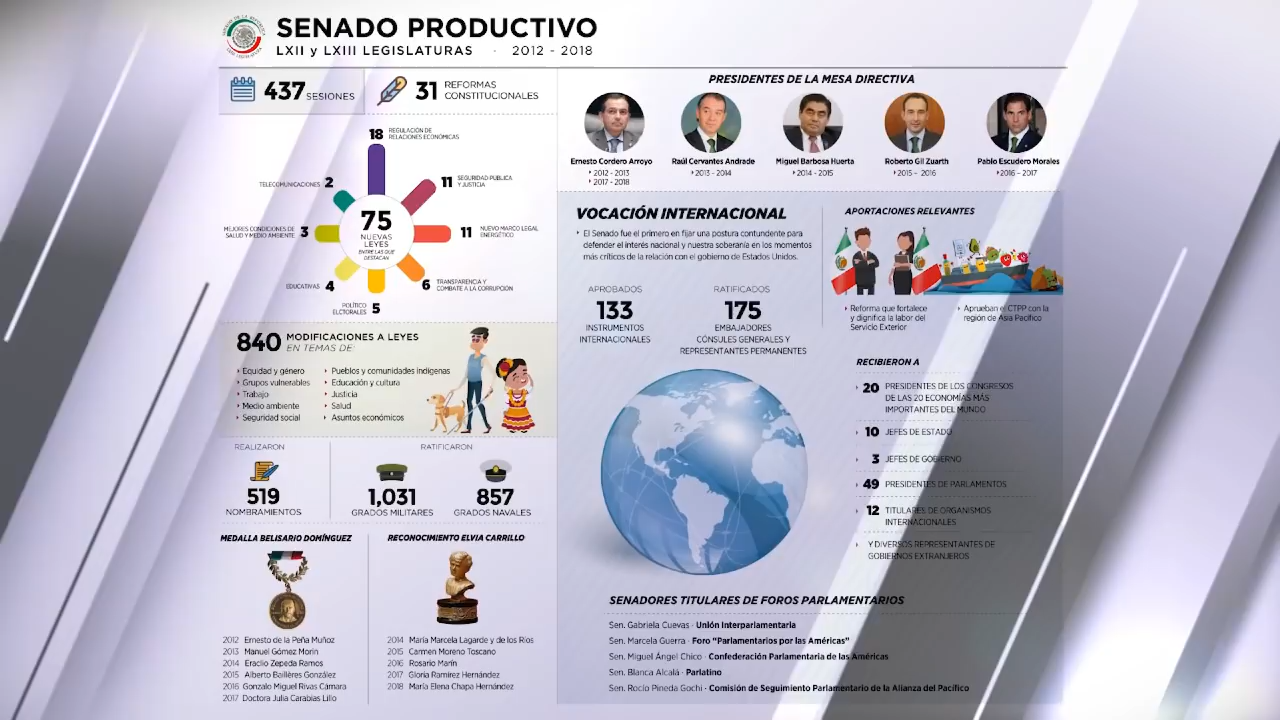 SENADO PRODUCTIVO
LXII y LXIII LEGISLATURAS · 2012 - 2018
437 SESIONES
31 REFORMAS
CONSTITUCIONALES
18 REGULACIÓN DE
RELACIONES ECONÓMICAS
TELECOMUNICACIONES 2
11 SEGURIDAD PUBLICA
Y JUSTICIA
MEJORES CONDICIONES DE
SALUD Y MEDIO AMBIENTE 3
75
NUEVAS
LEYES
ENTRE LAS QUE
DESTACAN
11 NUEVO MARCO LEGAL
ENERGÉTICO
EDUCATIVAS 4
6 TRANSPARENCIA Y
COMBATE A LA CORRUPCIÓN
POLÍTICO
ELCTORALES 5
840 MODIFICACIONES A LEYES
EN TEMAS DE:
Equidad y género
Grupos vulnerables
Trabajo
Medio ambiente
Seguridad social
Pueblos y comunidades indígenas
Educación y cultura
Justicia
Salud
Asuntos económicos
REALIZARON
519
NOMBRAMIENTOS
RATIFICARON
1,031
GRADOS MILITARES
857
GRADOS NAVALES
MEDALLA BELISARIO DOMÍNGUEZ
2012 Ernesto de la Peña Muñoz
2013 Manuel Gómez Morin
2014 Eraclio Zepeda Ramos
2015 Alberto Baillères González
2016 Gonzalo Miguel Rivas Cámara
2017 Doctora Julia Carabias Lillo
RECONOCIMIENTO ELVIA CARRILLO
2014 María Marcela Lagarde y de los Ríos
2015 Carmen Moreno Toscano
2016 Rosario Marín
2017 Gloria Ramírez Hernández
2018 María Elena Chapa Hernández
PRESIDENTES DE LA MESA DIRECTIVA
Ernesto Cordero Arroyo
2012 - 2013
2017 - 2018
Raúl Cervantes Andrade
2013 - 2014
Miguel Barbosa Huerta
2014 - 2015
Roberto Gil Zuarth
2015 - 2016
Pablo Escudero Morales
2016 - 2017
VOCACIÓN INTERNACIONAL
El Senado fue el primero en fijar una postura contundente para
defender el interés nacional y nuestra soberanía en los momentos
más críticos de la relación con el gobierno de Estados Unidos.
APROBADOS
133
INSTRUMENTOS
INTERNACIONALES
RATIFICADOS
175
EMBAJADORES
CÓNSULES GENERALES Y
REPRESENTANTES PERMANENTES
APORTACIONES RELEVANTES
Reforma que fortalece
y dignifica la labor del
Servicio Exterior
Aprueban el CTPP con la
región de Asia Pacífico
RECIBIERON A
20 PRESIDENTES DE LOS CONGRESOS
DE LAS 20 ECONOMÍAS MÁS
IMPORTANTES DEL MUNDO
10 JEFES DE ESTADO
3 JEFES DE GOBIERNO
49 PRESIDENTES DE PARLAMENTOS
12 TITULARES DE ORGANISMOS
INTERNACIONALES
Y DIVERSOS REPRESENTANTES DE
GOBIERNOS EXTRANJEROS
SENADORES TITULARES DE FOROS PARLAMENTARIOS
Sen. Gabriela Cuevas · Unión Interparlamentaria
Sen. Marcela Guerra · Foro "Parlamentarios por las Américas"
Sen. Miguel Ángel Chico · Confederación Parlamentaria de las Américas
Sen. Blanca Alcalá · Parlatino
Sen. Rocío Pineda Gochi · Comisión de Seguimiento Parlamentario de la Alianza del Pacífico